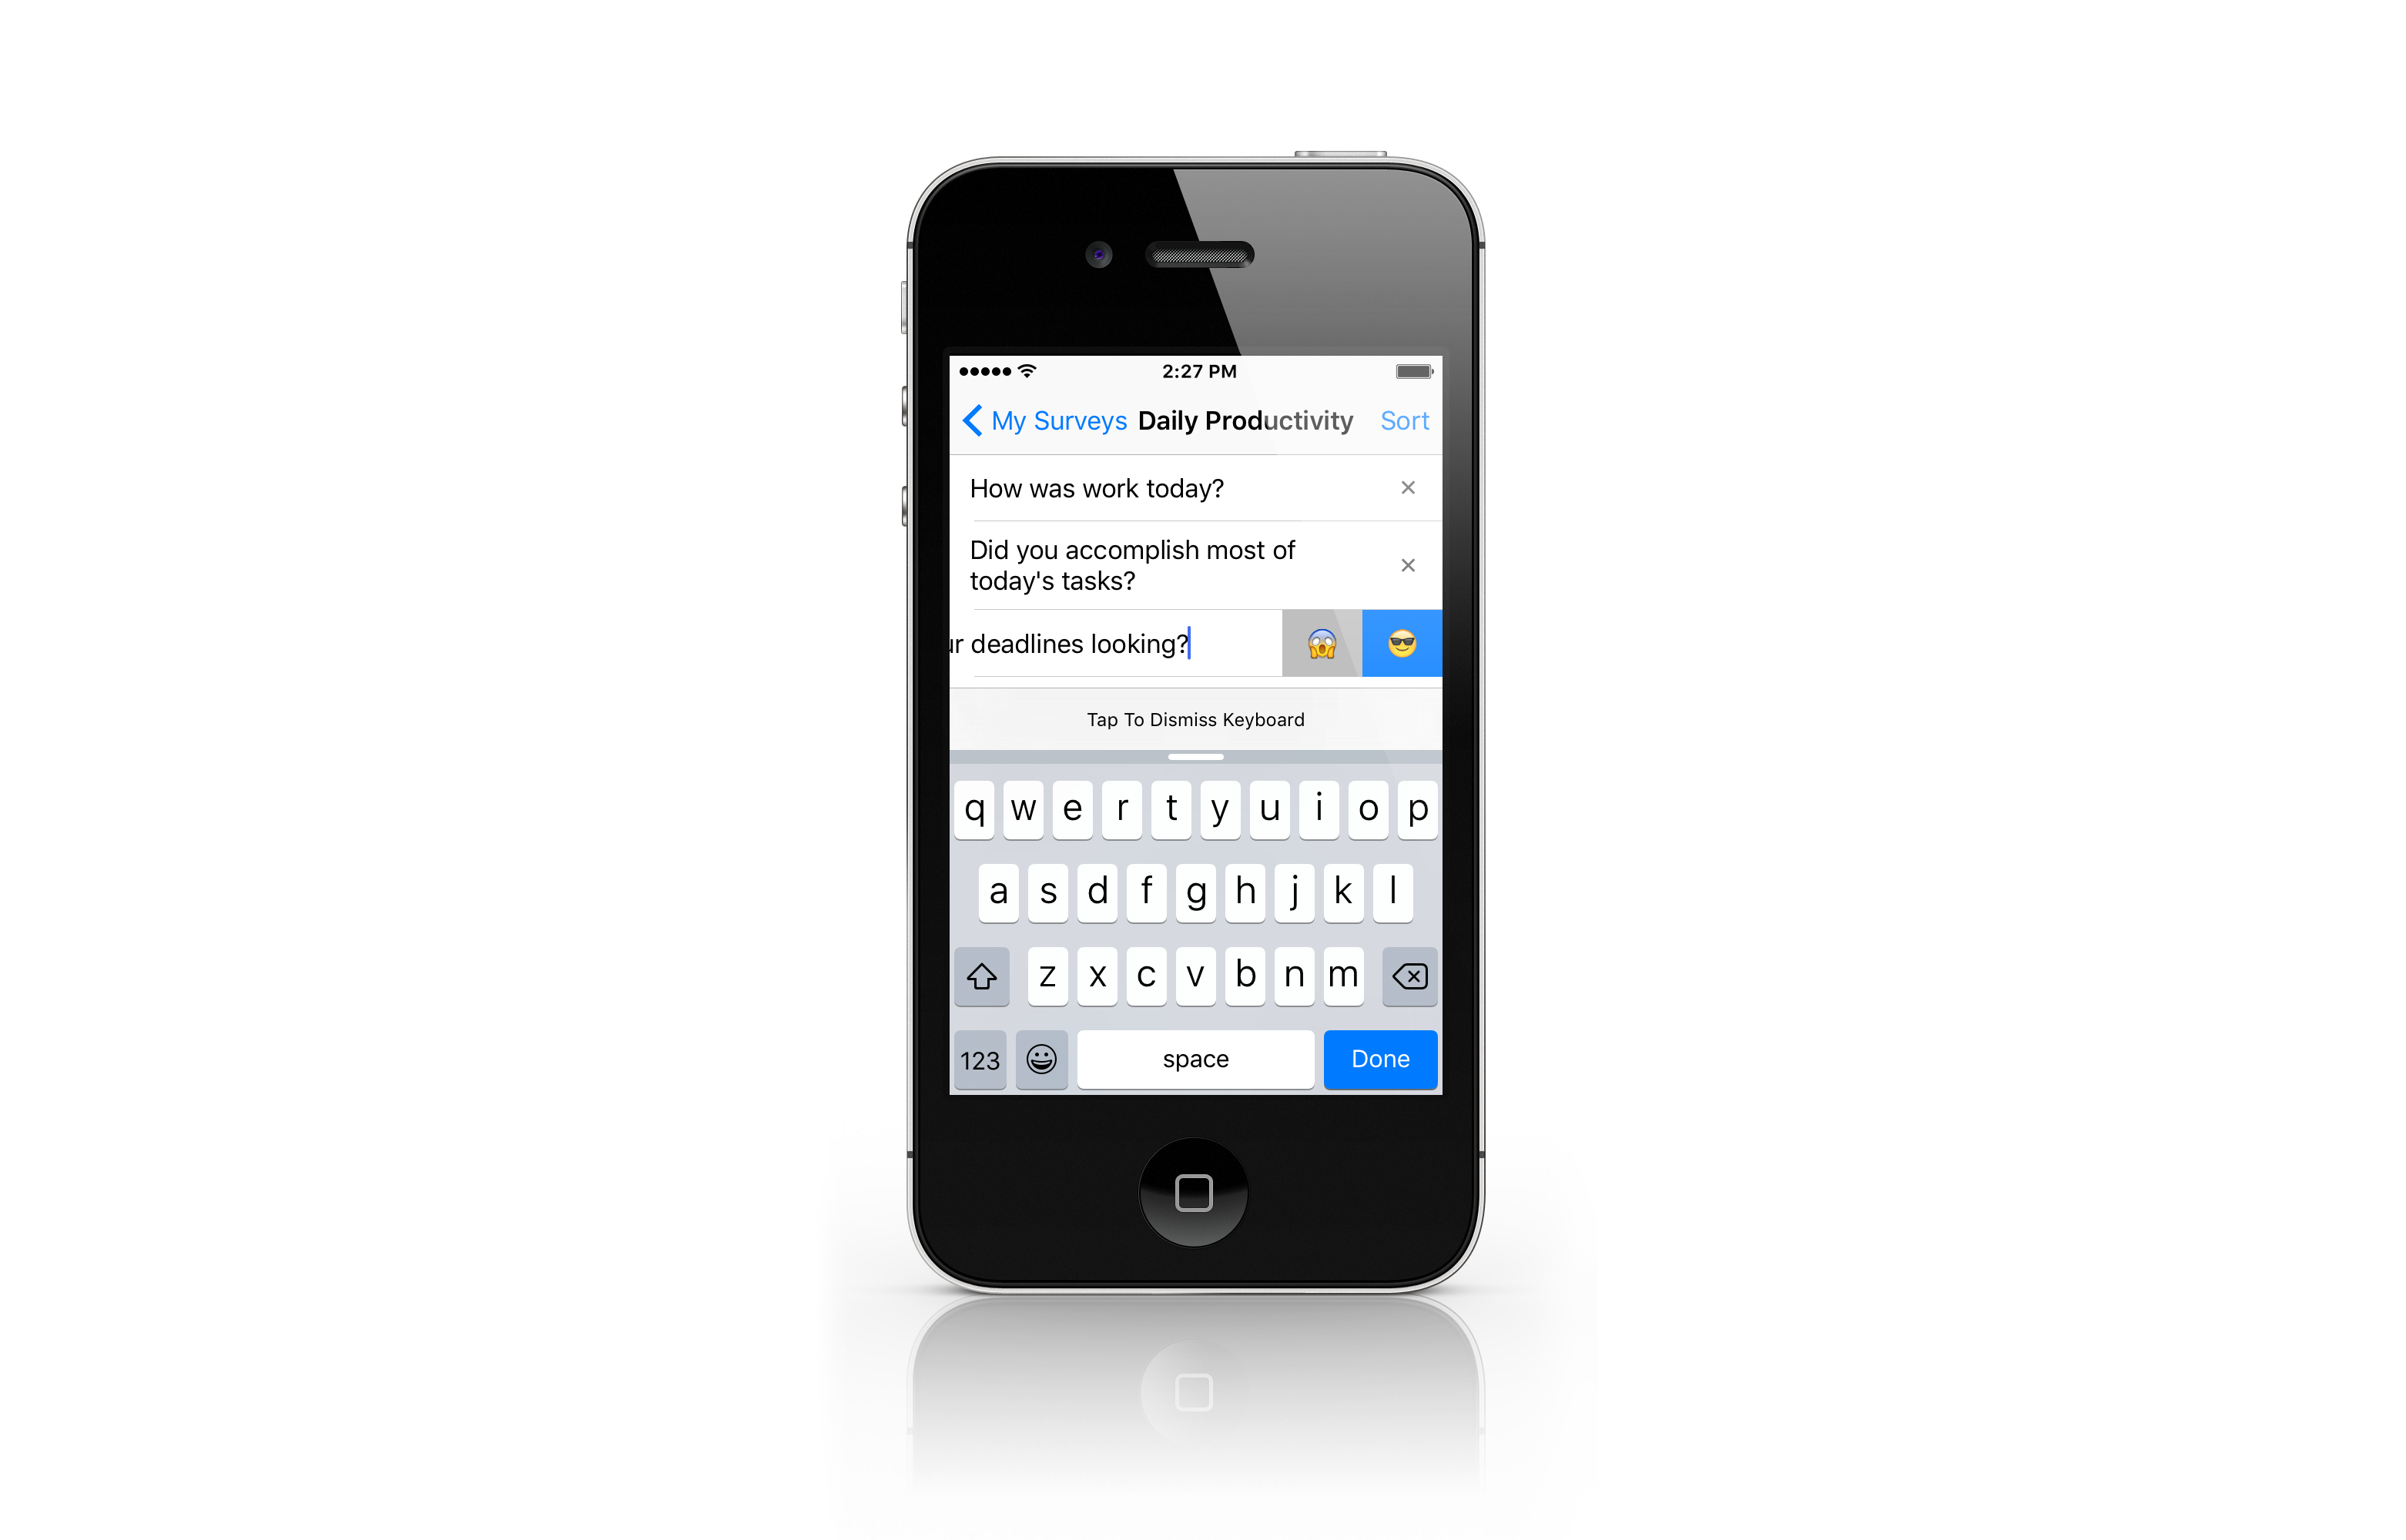 2:27 PM
My Surveys Daily Productivity Sort
How was work today?
Did you accomplish most of
today's tasks?
deadlines looking?
Tap To Dismiss Keyboard
q w e r t y u i o p
a s d f g h j k l
z x c v b n m
123 space Done